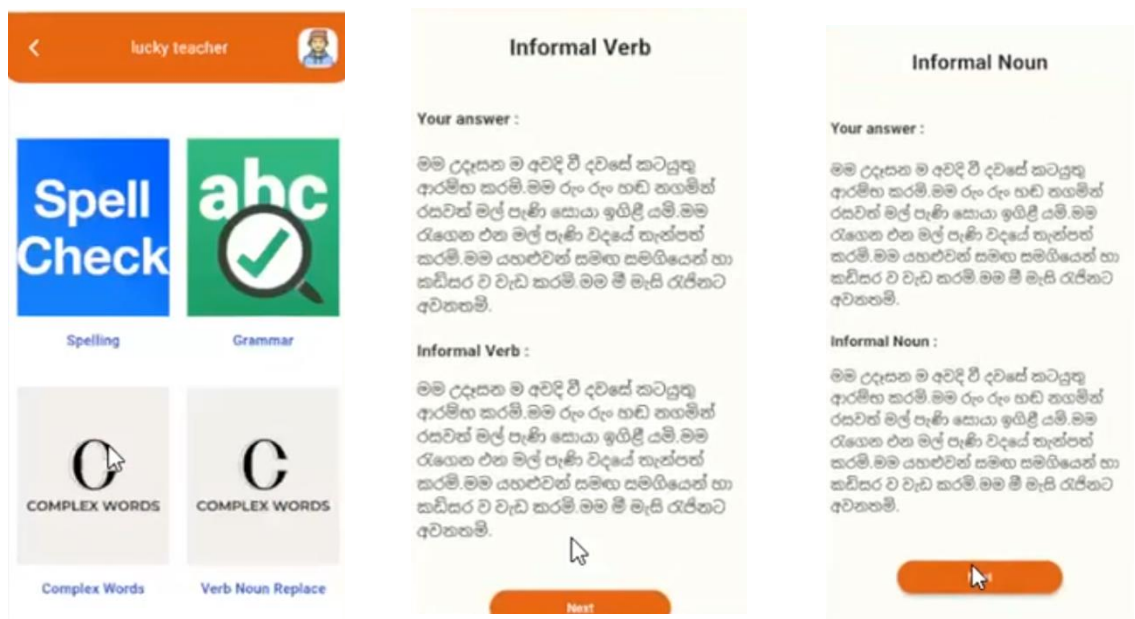 lucky teacher
Spell
Check
abc
Spelling
Grammar
C
COMPLEX WORDS
C
COMPLEX WORDS
Complex Words
Verb Noun Replace
Informal Verb
Your answer :
මම උදෑසන ම අවදි වී දවසේ කටයුතු
ආරම්භ කරමි.මම රුං රුං හඬ නගමින්
රසවත් මල් පැණි සොයා ඉගිළී යමි.මම
රැගෙන එන මල් පැණි වදයේ තැන්පත්
කරමි.මම යහළුවන් සමඟ සමගියෙන් හා
කඩිසර ව වැඩ කරමි.මම මී මැසි රැජිනට
අවනතමි.
Informal Verb :
මම උදෑසන ම අවදි වී දවසේ කටයුතු
ආරම්භ කරමි.මම රුං රුං හඬ නගමින්
රසවත් මල් පැණි සොයා ඉගිළී යමි.මම
රැගෙන එන මල් පැණි වදයේ තැන්පත්
කරමි.මම යහළුවන් සමඟ සමගියෙන් හා
කඩිසර ව වැඩ කරමි.මම මී මැසි රැජිනට
අවනතමි.
Next
Informal Noun
Your answer :
මම උදෑසන ම අවදි වී දවසේ කටයුතු
ආරම්භ කරමි.මම රුං රුං හඬ නගමින්
රසවත් මල් පැණි සොයා ඉගිළී යමි.මම
රැගෙන එන මල් පැණි වදයේ තැන්පත්
කරමි.මම යහළුවන් සමඟ සමගියෙන් හා
කඩිසර ව වැඩ කරමි.මම මී මැසි රැජිනට
අවනතමි.
Informal Noun :
මම උදෑසන ම අවදි වී දවසේ කටයුතු
ආරම්භ කරමි.මම රුං රුං හඬ නගමින්
රසවත් මල් පැණි සොයා ඉගිළී යමි.මම
රැගෙන එන මල් පැණි වදයේ තැන්පත්
කරමි.මම යහළුවන් සමඟ සමගියෙන් හා
කඩිසර ව වැඩ කරමි.මම මී මැසි රැජිනට
අවනතමි.